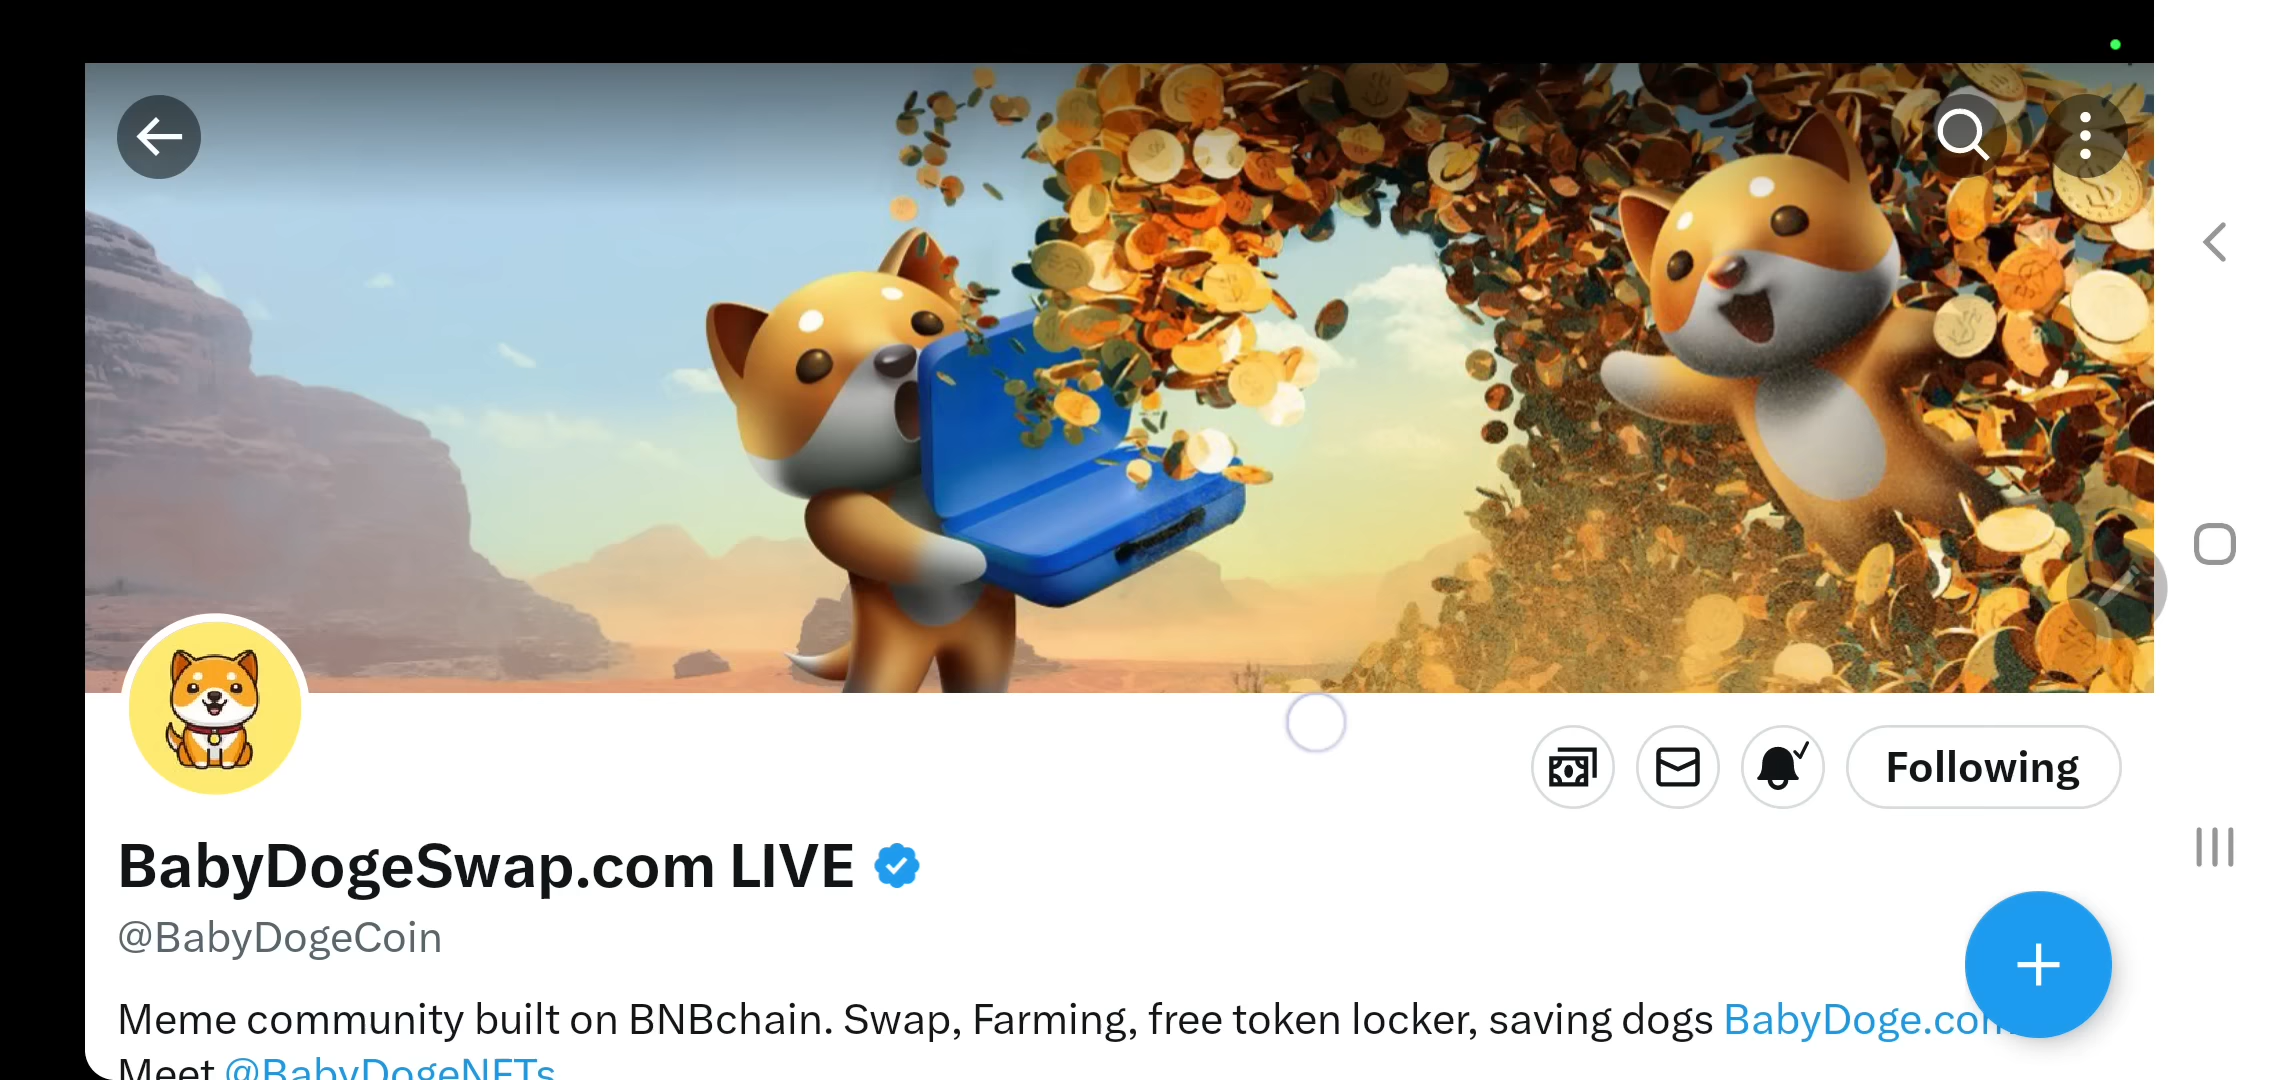 Following
BabyDogeSwap.com LIVE
@BabyDogeCoin
Meme community built on BNBchain. Swap, Farming, free token locker, saving dogs BabyDoge.com
Meet @BabyDogeNFTs